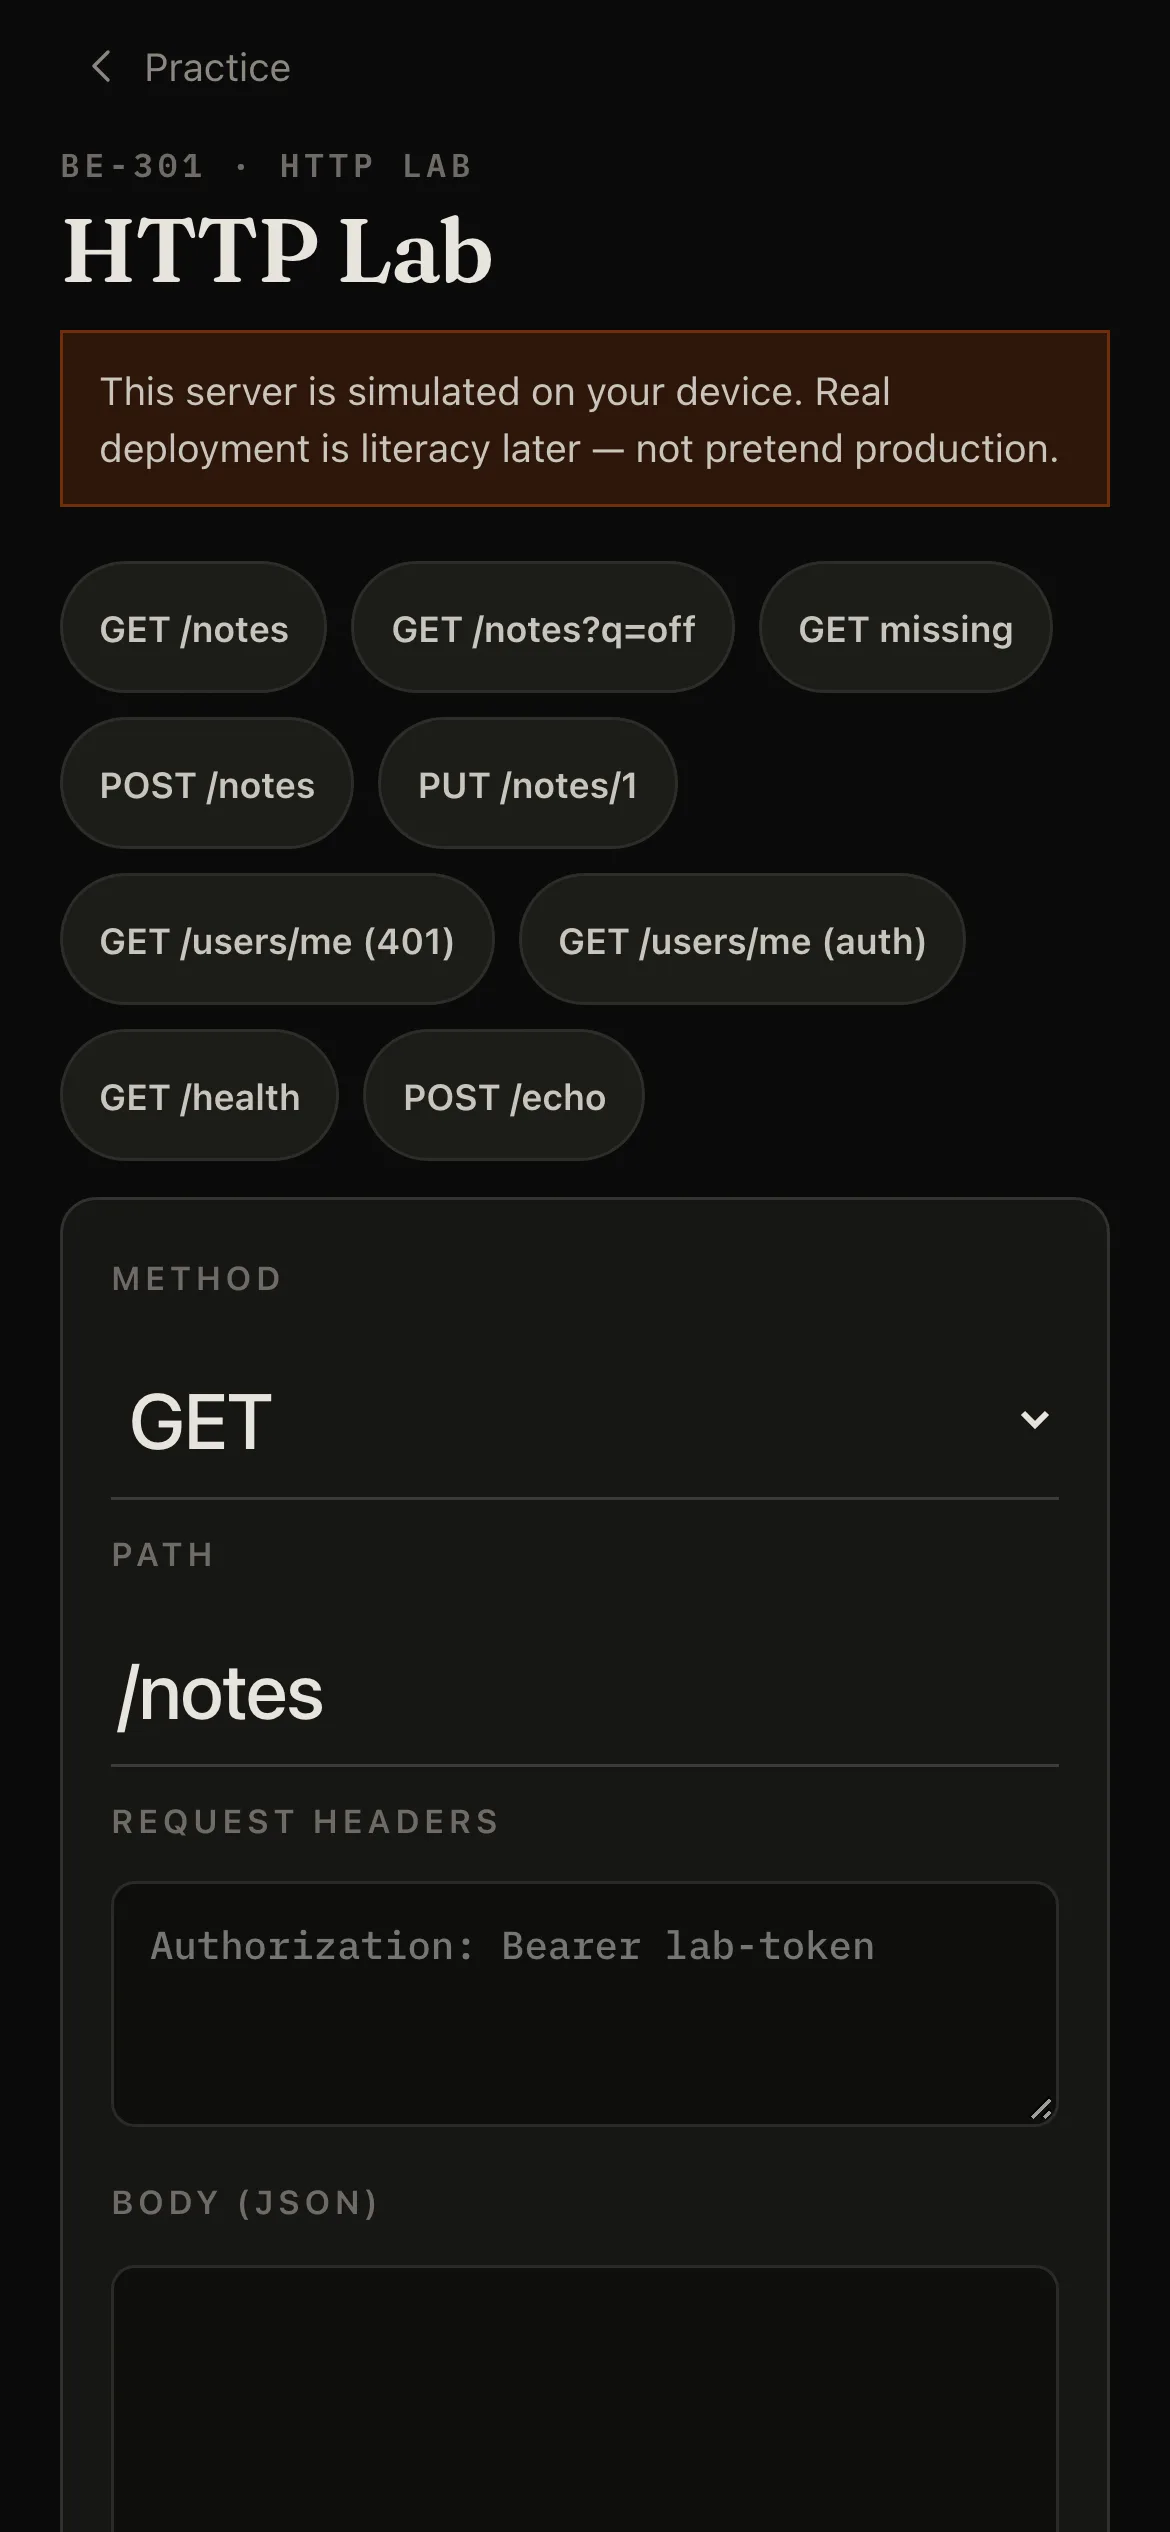 Practice
BE-301 · HTTP LAB
HTTP Lab
This server is simulated on your device. Real
deployment is literacy later — not pretend production.
GET /notes
GET /notes?q=off
GET missing
POST /notes
PUT /notes/1
GET /users/me (401)
GET /users/me (auth)
GET /health
POST /echo
METHOD
GET
PATH
/notes
REQUEST HEADERS
Authorization: Bearer lab-token
BODY (JSON)